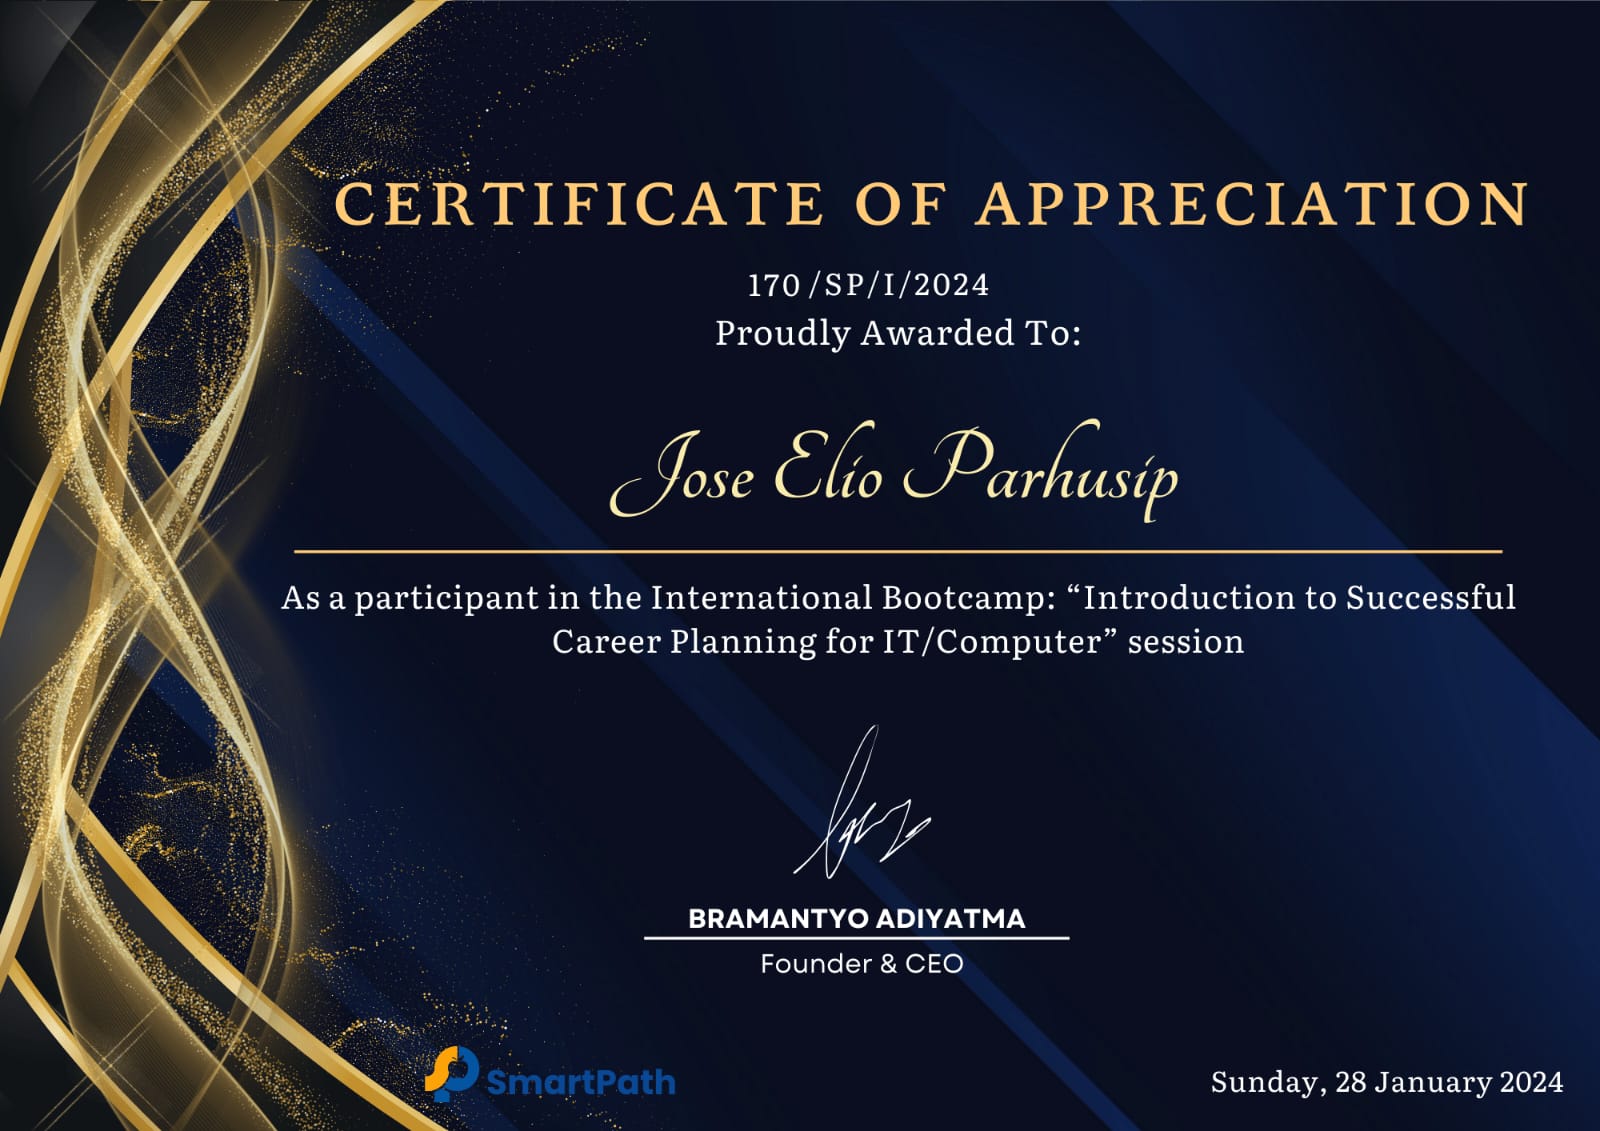 CERTIFICATE OF APPRECIATION
170 /SP/I/2024
Proudly Awarded To:
Jose Elio Parhusip
As a participant in the International Bootcamp: “Introduction to Successful
Career Planning for IT/Computer” session
BRAMANTYO ADIYATMA
Founder & CEO
SmartPath
Sunday, 28 January 2024